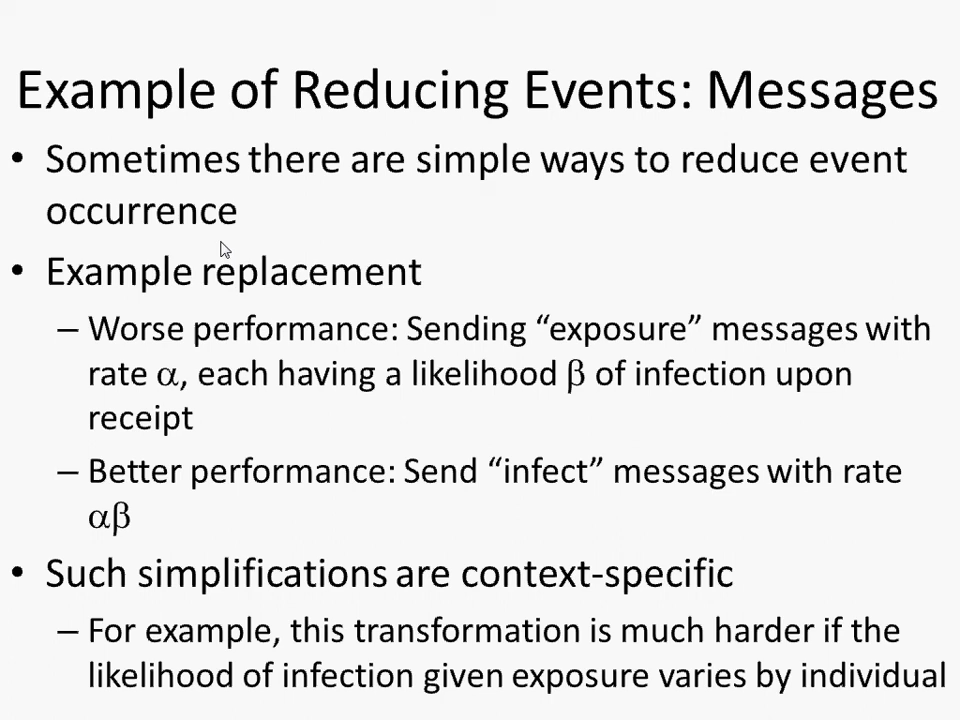 Example of Reducing Events: Messages
• Sometimes there are simple ways to reduce event
occurrence
• Example replacement
– Worse performance: Sending “exposure” messages with
rate α, each having a likelihood β of infection upon
receipt
– Better performance: Send “infect” messages with rate
αβ
• Such simplifications are context-specific
– For example, this transformation is much harder if the
likelihood of infection given exposure varies by individual